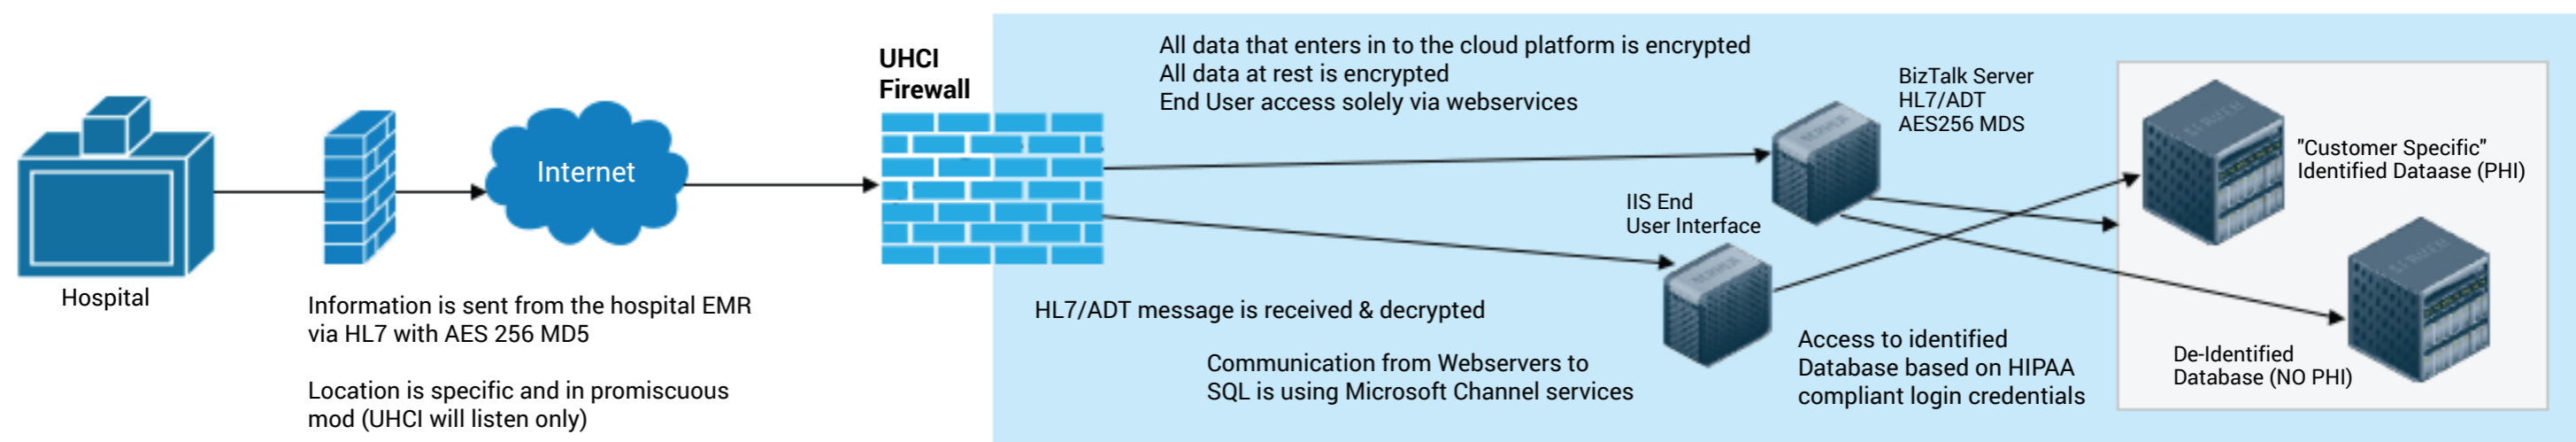 Hospital
Information is sent from the hospital EMR
via HL7 with AES 256 MD5
Location is specific and in promiscuous
mod (UHCI will listen only)
Internet
UHCI
Firewall
All data that enters in to the cloud platform is encrypted
All data at rest is encrypted
End User access solely via webservices
HL7/ADT message is received & decrypted
Communication from Webservers to
SQL is using Microsoft Channel services
IIS End
User Interface
SERVER
BizTalk Server
HL7/ADT
AES256 MDS
SERVER
Access to identified
Database based on HIPAA
compliant login credentials
SERVER
"Customer Specific"
Identified Dataase (PHI)
SERVER
De-Identified
Database (NO PHI)